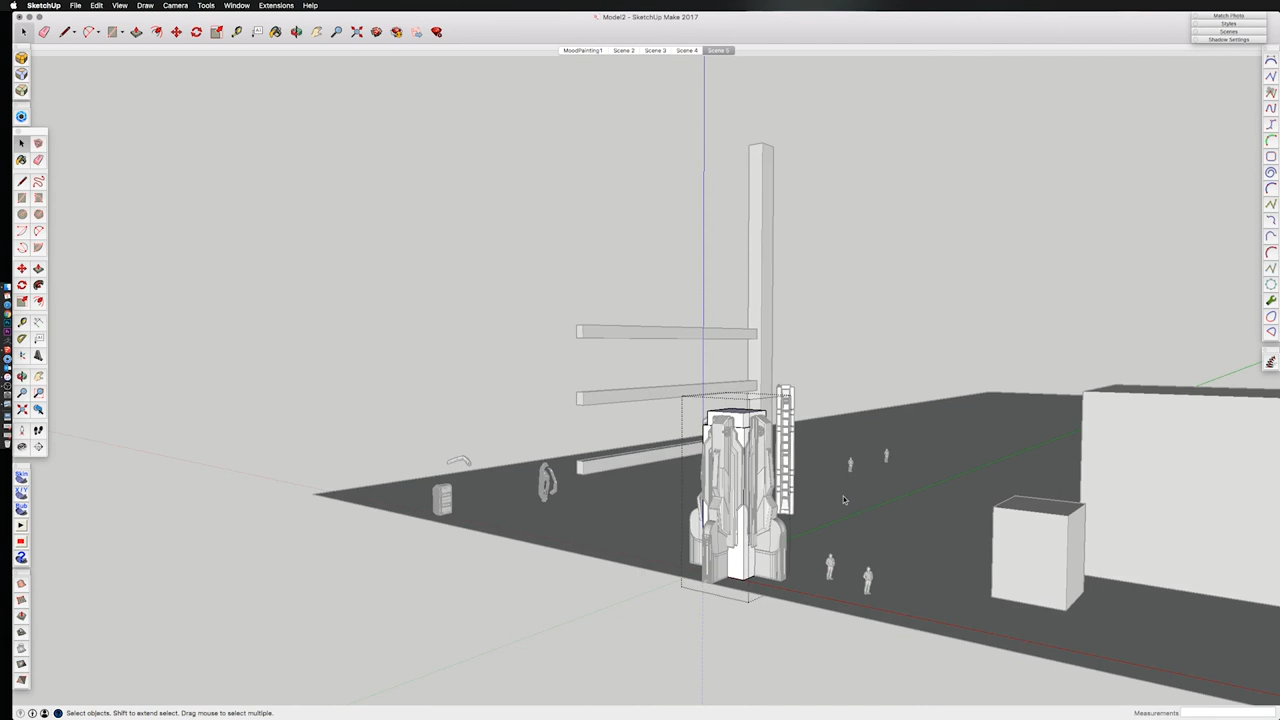 SketchUp File Edit View Camera Draw Tools Window Extensions Help
Model2 - SketchUp Make 2017
Match Photo
Styles
Scenes
Shadow Settings
MoodPainting1 Scene 2 Scene 3 Scene 4 Scene 5
Skin
X/Y
Bub
Select objects. Shift to extend select. Drag mouse to select multiple.
Measurements